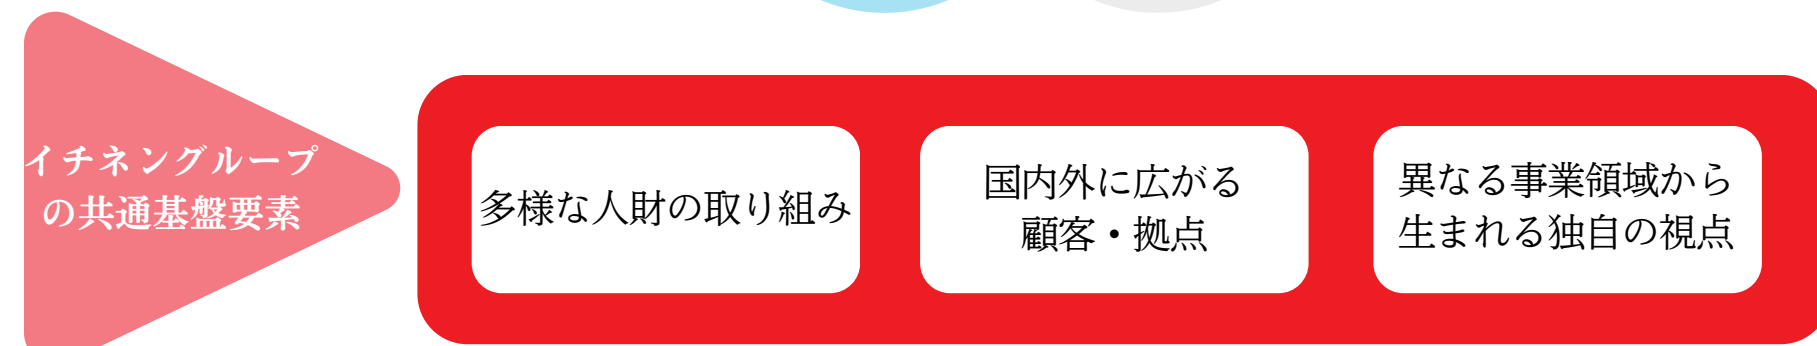 イチネングループ
の共通基盤要素
多様な人財の取り組み
国内外に広がる
顧客・拠点
異なる事業領域から
生まれる独自の視点